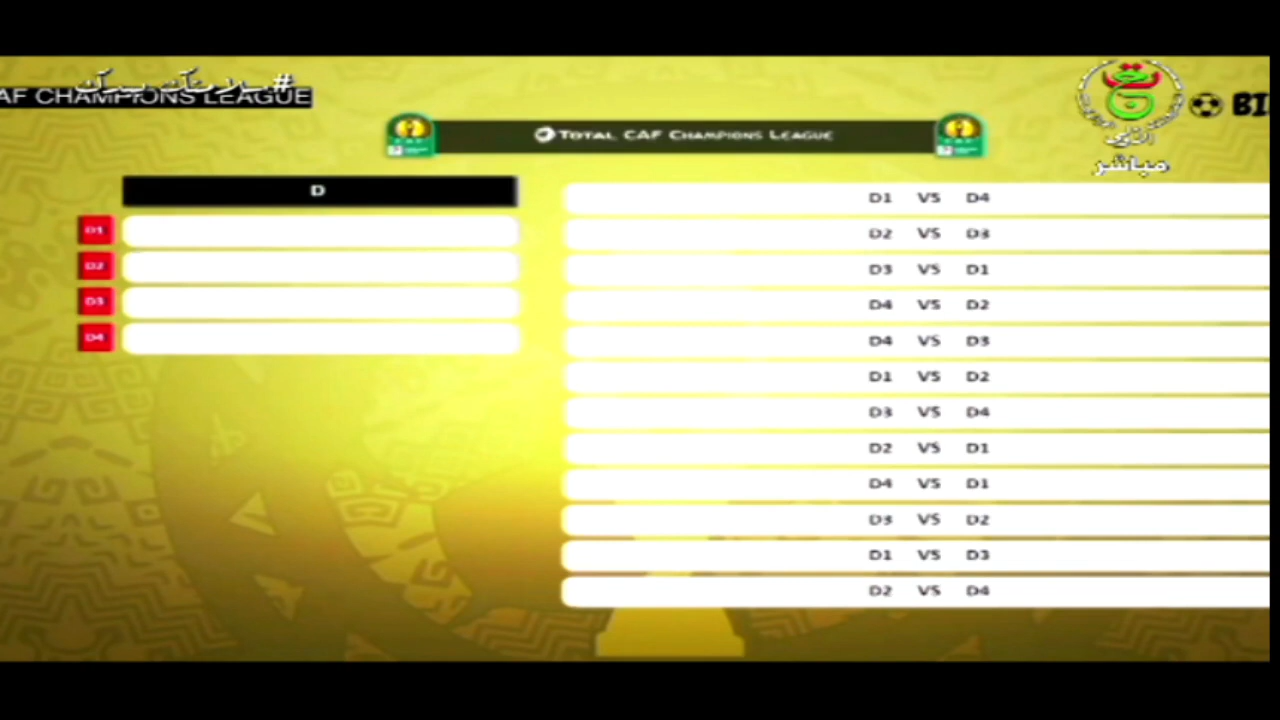 #سلامتك_بيدك
AF CHAMPIONS LEAGUE
BI
TOTAL CAF CHAMPIONS LEAGUE
مباشر
D
D1
D2
D3
D4
D1 VS D4
D2 VS D3
D3 VS D1
D4 VS D2
D4 VS D3
D1 VS D2
D3 VS D4
D2 VS D1
D4 VS D1
D3 VS D2
D1 VS D3
D2 VS D4